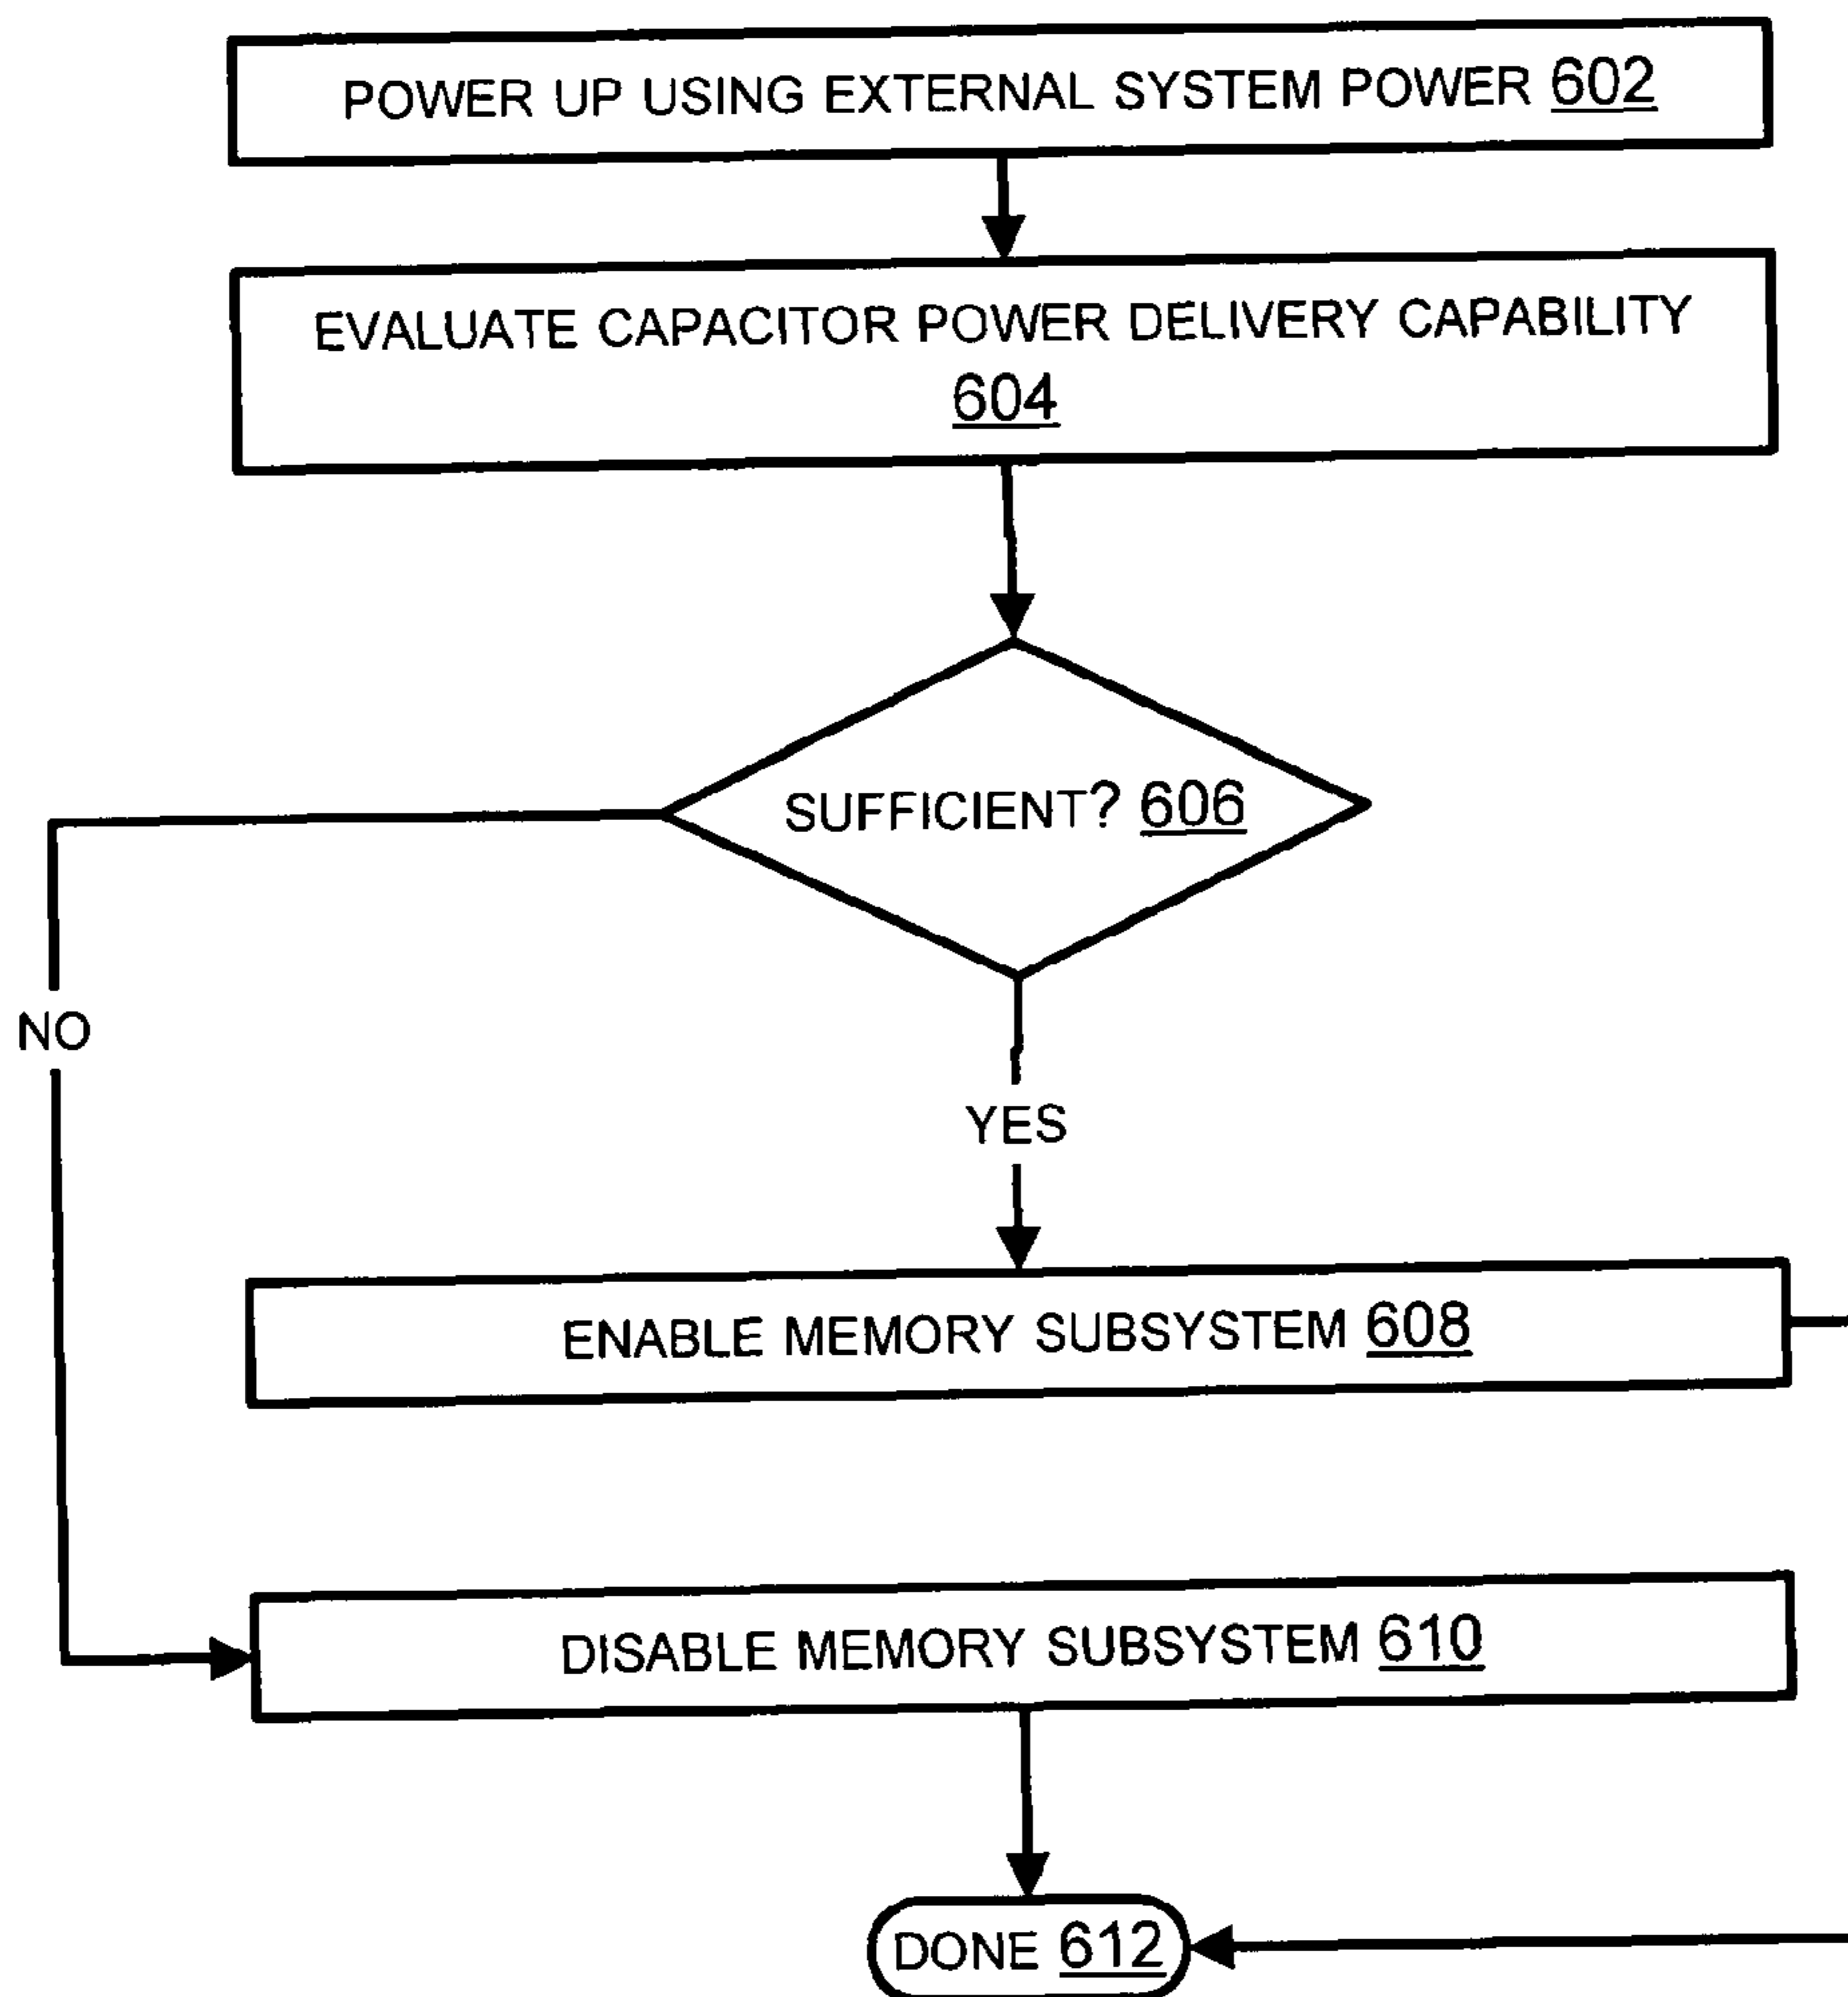 POWER UP USING EXTERNAL SYSTEM POWER 602
EVALUATE CAPACITOR POWER DELIVERY CAPABILITY
604
SUFFICIENT? 606
NO
YES
ENABLE MEMORY SUBSYSTEM 608
DISABLE MEMORY SUBSYSTEM 610
DONE 612